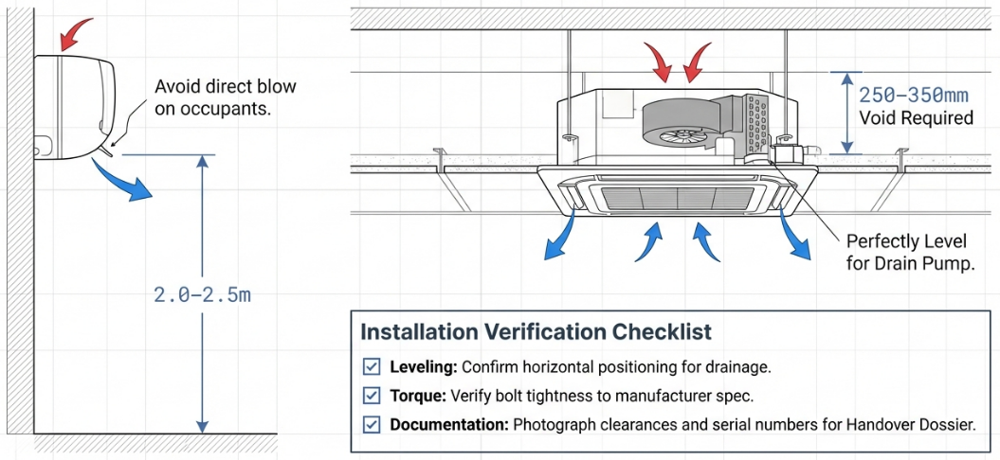 Avoid direct blow
on occupants.
2.0–2.5m
250–350mm
Void Required
Perfectly Level
for Drain Pump.
Installation Verification Checklist
Leveling: Confirm horizontal positioning for drainage.
Torque: Verify bolt tightness to manufacturer spec.
Documentation: Photograph clearances and serial numbers for Handover Dossier.